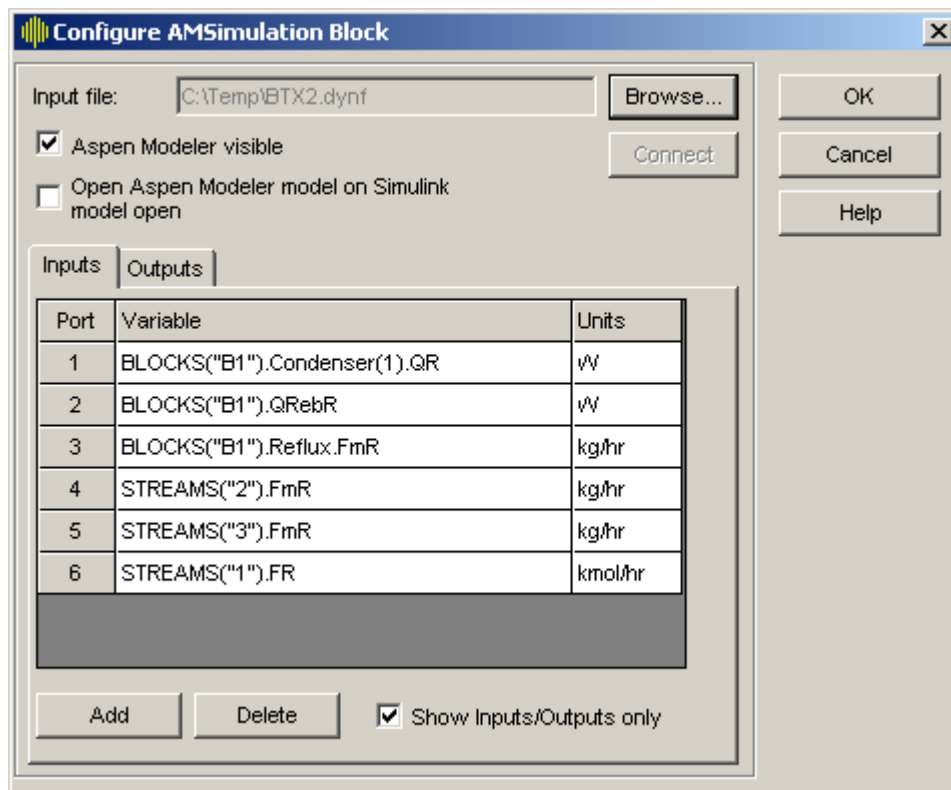 Configure AMSimulation Block
Input file: C:\Temp\BTX2.dynf Browse... OK
Aspen Modeler visible Connect Cancel
Open Aspen Modeler model on Simulink
model open
Help
Inputs Outputs
Port Variable Units
1 BLOCKS("B1").Condenser(1).QR W
2 BLOCKS("B1").QRebR W
3 BLOCKS("B1").Reflux.FmR kg/hr
4 STREAMS("2").FmR kg/hr
5 STREAMS("3").FmR kg/hr
6 STREAMS("1").FR kmol/hr
Add Delete Show Inputs/Outputs only